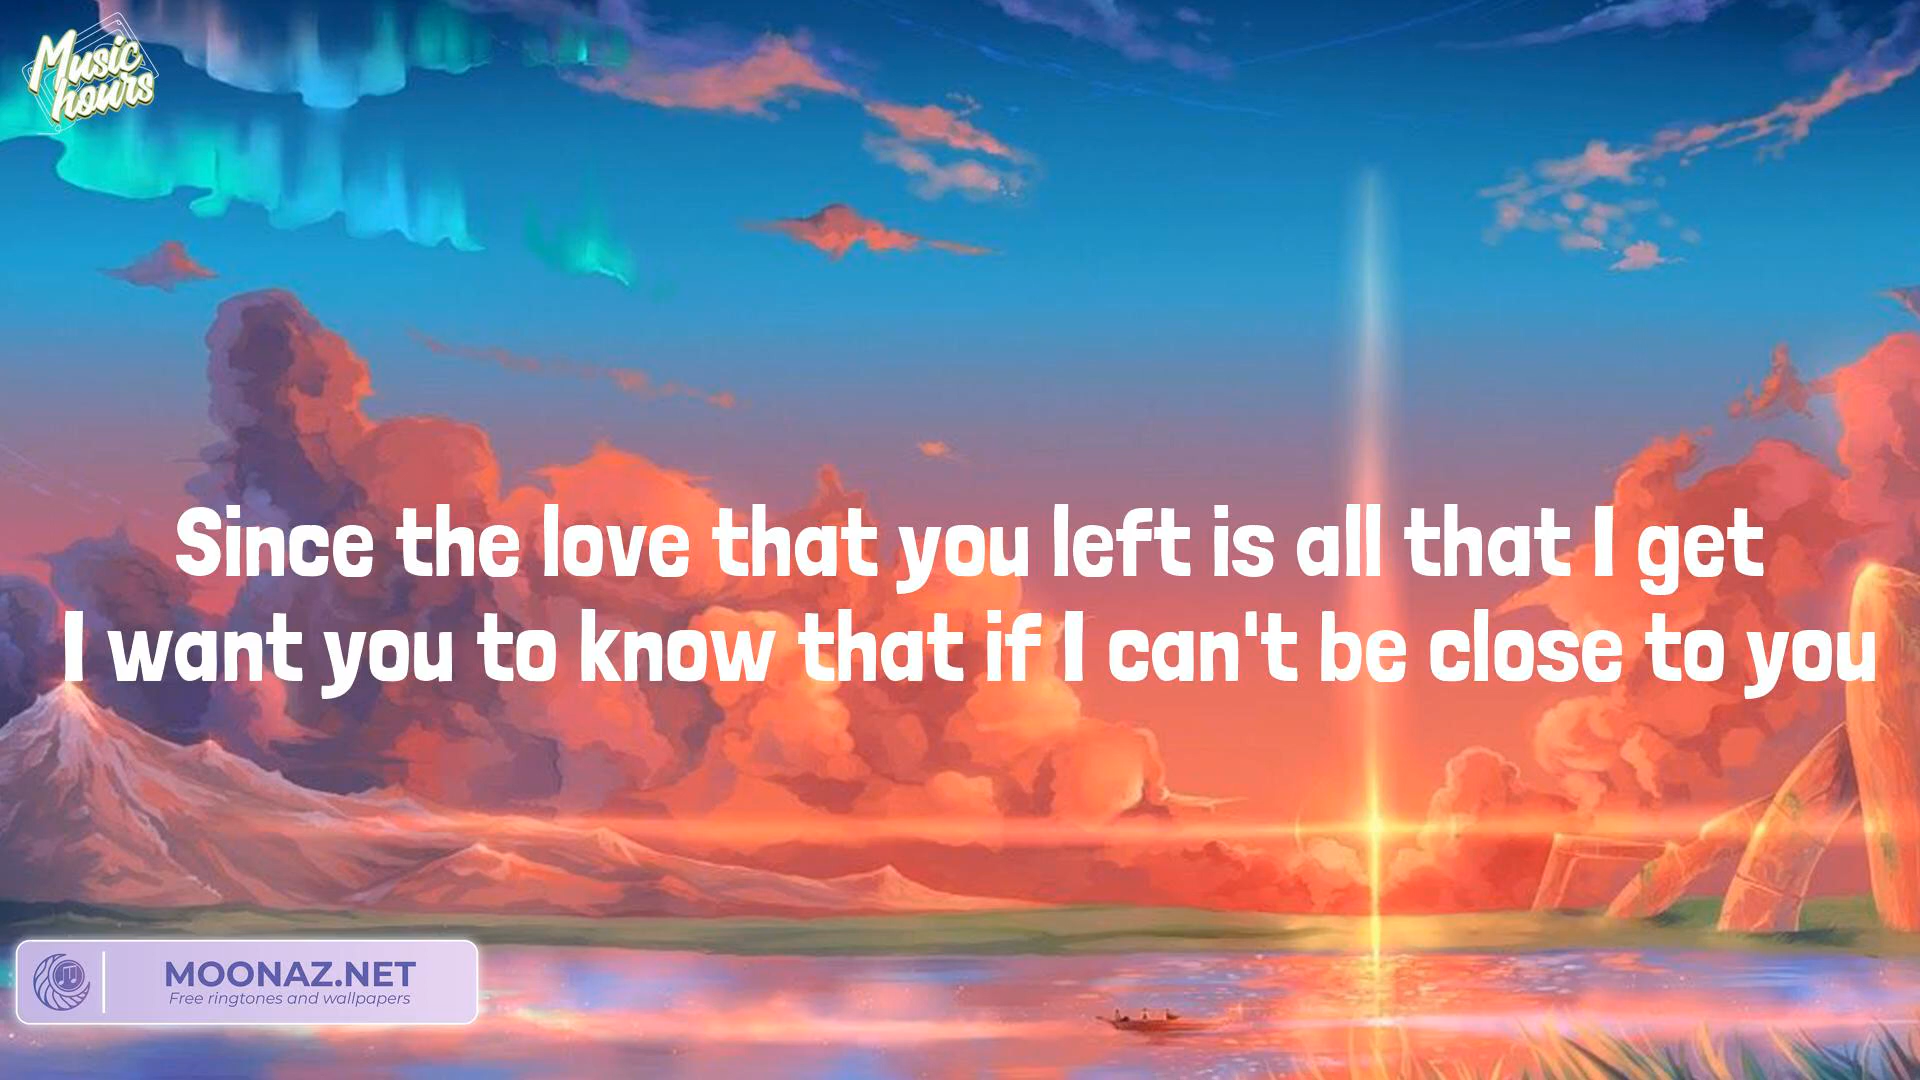 Music
hours
Since the love that you left is all that I get
I want you to know that if I can't be close to you
MOONAZ.NET
Free ringtones and wallpapers